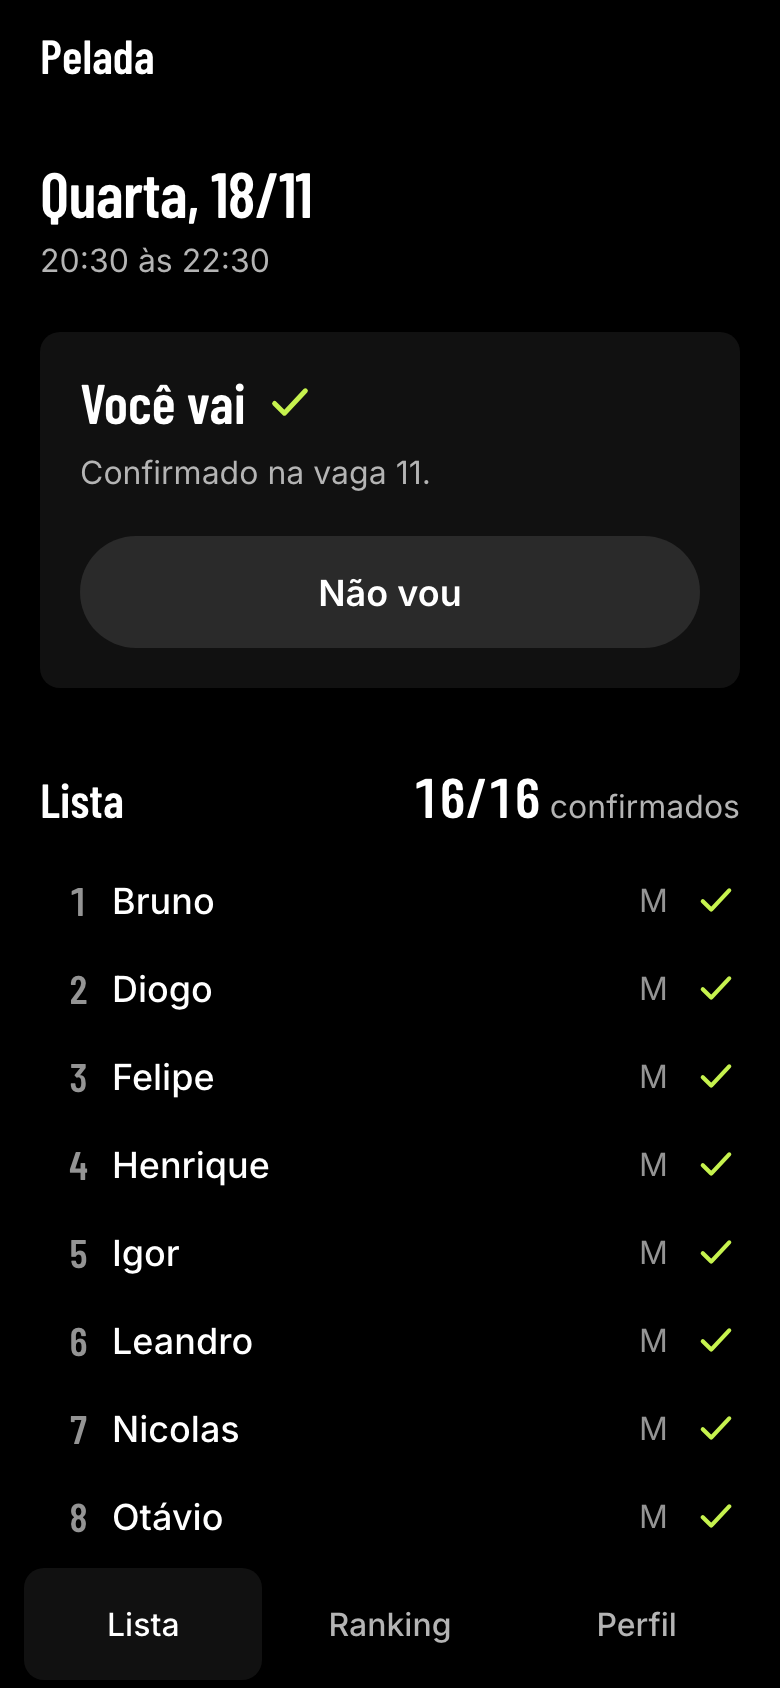 Pelada
Quarta, 18/11
20:30 às 22:30
Você vai
Confirmado na vaga 11.
Não vou
Lista 16/16 confirmados
1 Bruno M
2 Diogo M
3 Felipe M
4 Henrique M
5 Igor M
6 Leandro M
7 Nicolas M
8 Otávio M
Lista Ranking Perfil